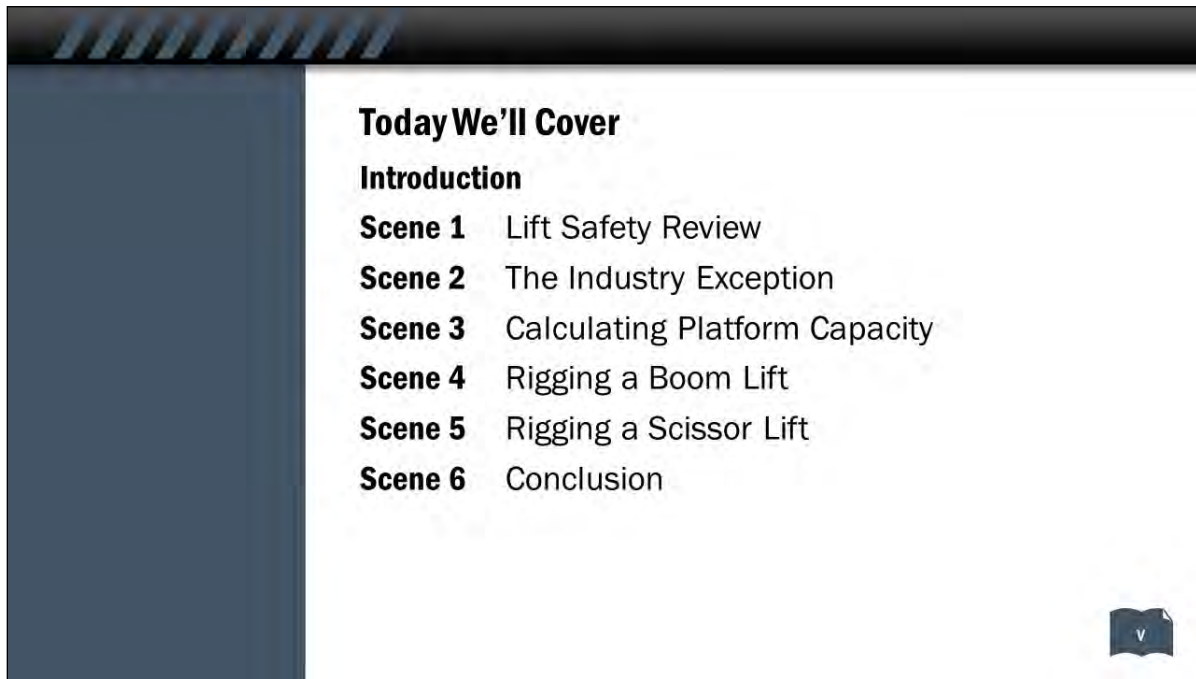 Today We’ll Cover
Introduction
Scene 1 Lift Safety Review
Scene 2 The Industry Exception
Scene 3 Calculating Platform Capacity
Scene 4 Rigging a Boom Lift
Scene 5 Rigging a Scissor Lift
Scene 6 Conclusion
v